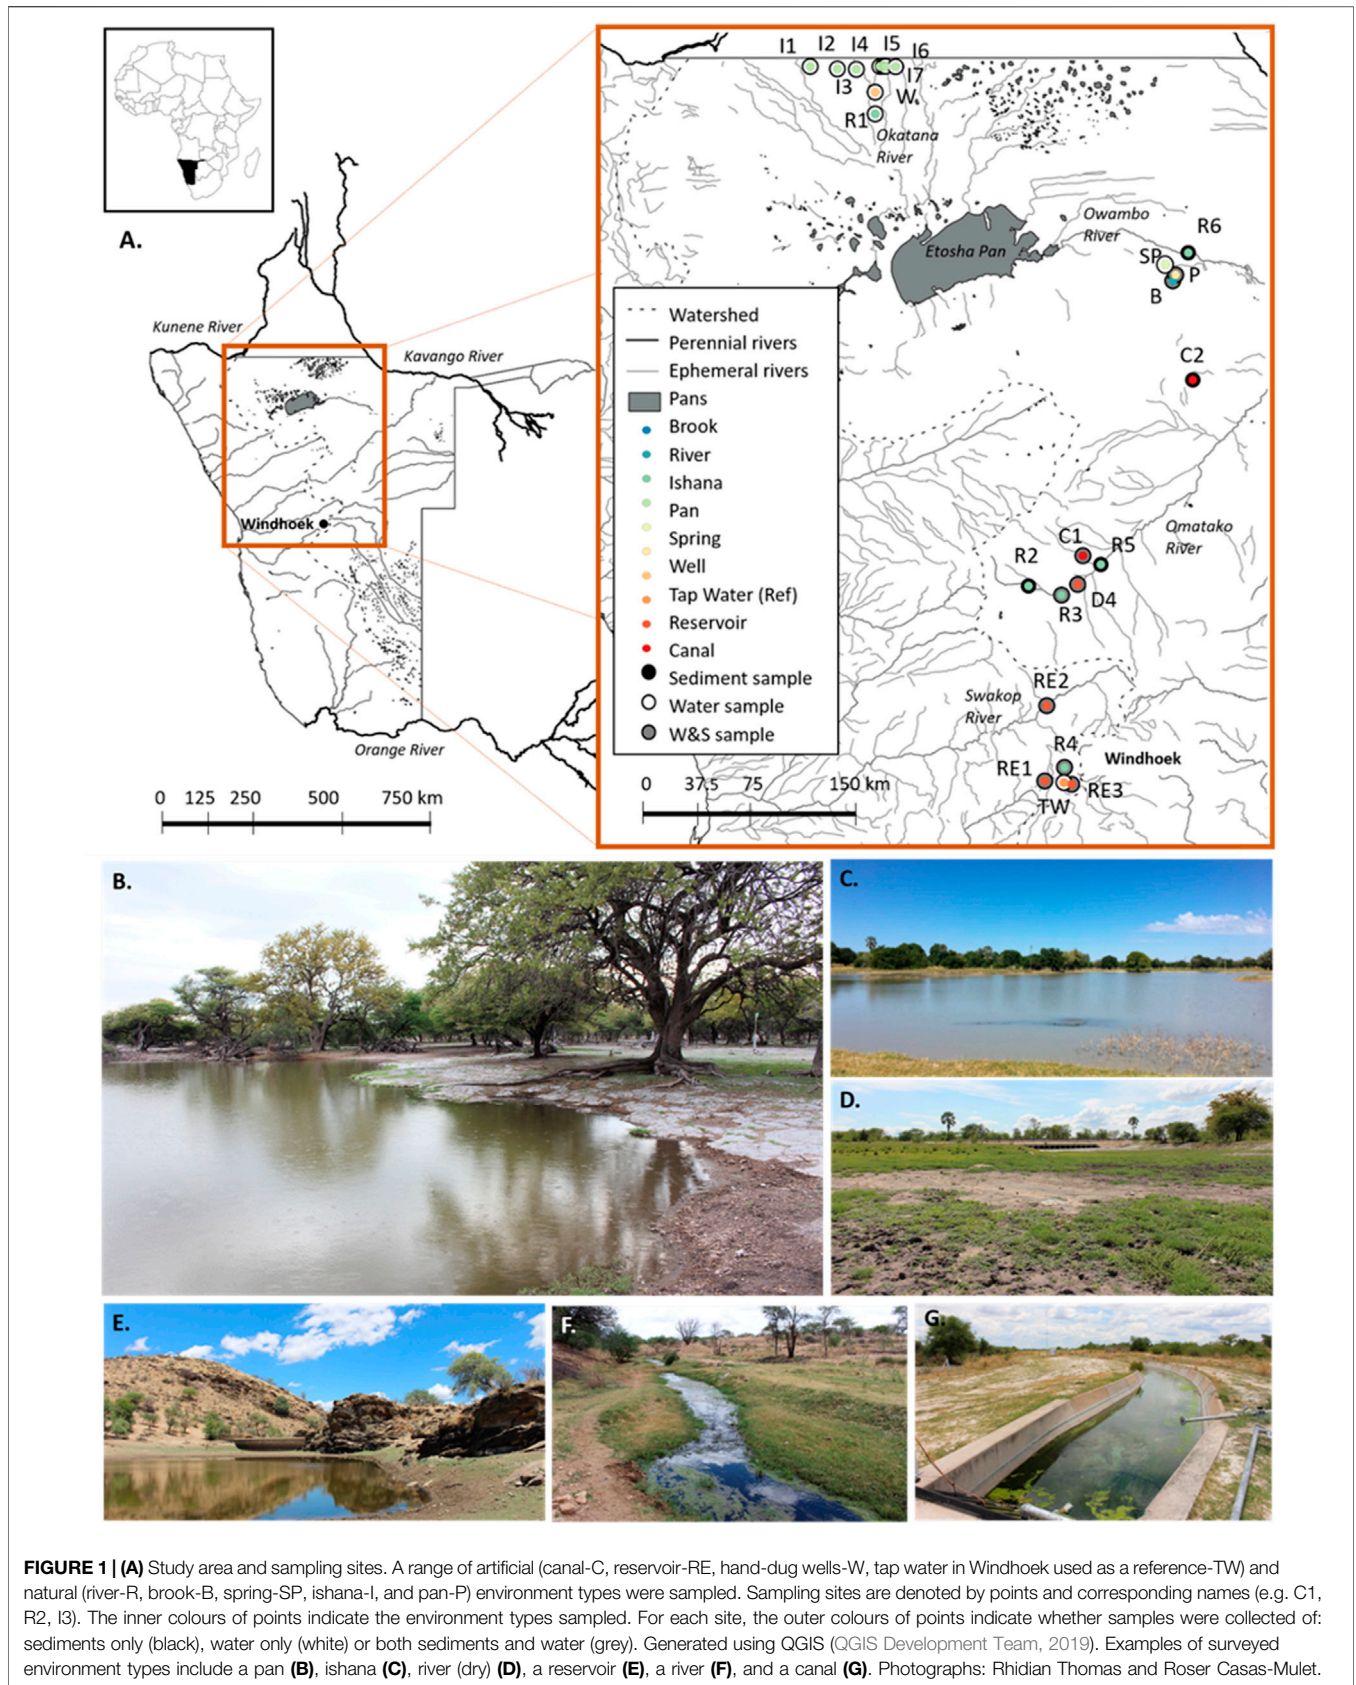 A.
Kunene River
Kavango River
Windhoek
Orange River
0 125 250 500 750 km
I1 I2 I4 I5 I6
I3 I7
W
R1
Okatana
River
Etosha Pan
Owambo
River
R6
SP
P
B
C2
Watershed
Perennial rivers
Ephemeral rivers
Pans
Brook
River
Ishana
Pan
Spring
Well
Tap Water (Ref)
Reservoir
Canal
Sediment sample
Water sample
W&S sample
Omatako
River
C1
R5
R2
D4
R3
RE2
Swakop
River
R4
Windhoek
RE1
RE3
TW
0 37.5 75 150 km
B.
C.
D.
E.
F.
G.
FIGURE 1 | (A) Study area and sampling sites. A range of artificial (canal-C, reservoir-RE, hand-dug wells-W, tap water in Windhoek used as a reference-TW) and
natural (river-R, brook-B, spring-SP, ishana-I, and pan-P) environment types were sampled. Sampling sites are denoted by points and corresponding names (e.g. C1,
R2, I3). The inner colours of points indicate the environment types sampled. For each site, the outer colours of points indicate whether samples were collected of:
sediments only (black), water only (white) or both sediments and water (grey). Generated using QGIS (QGIS Development Team, 2019). Examples of surveyed
environment types include a pan (B), ishana (C), river (dry) (D), a reservoir (E), a river (F), and a canal (G). Photographs: Rhidian Thomas and Roser Casas-Mulet.